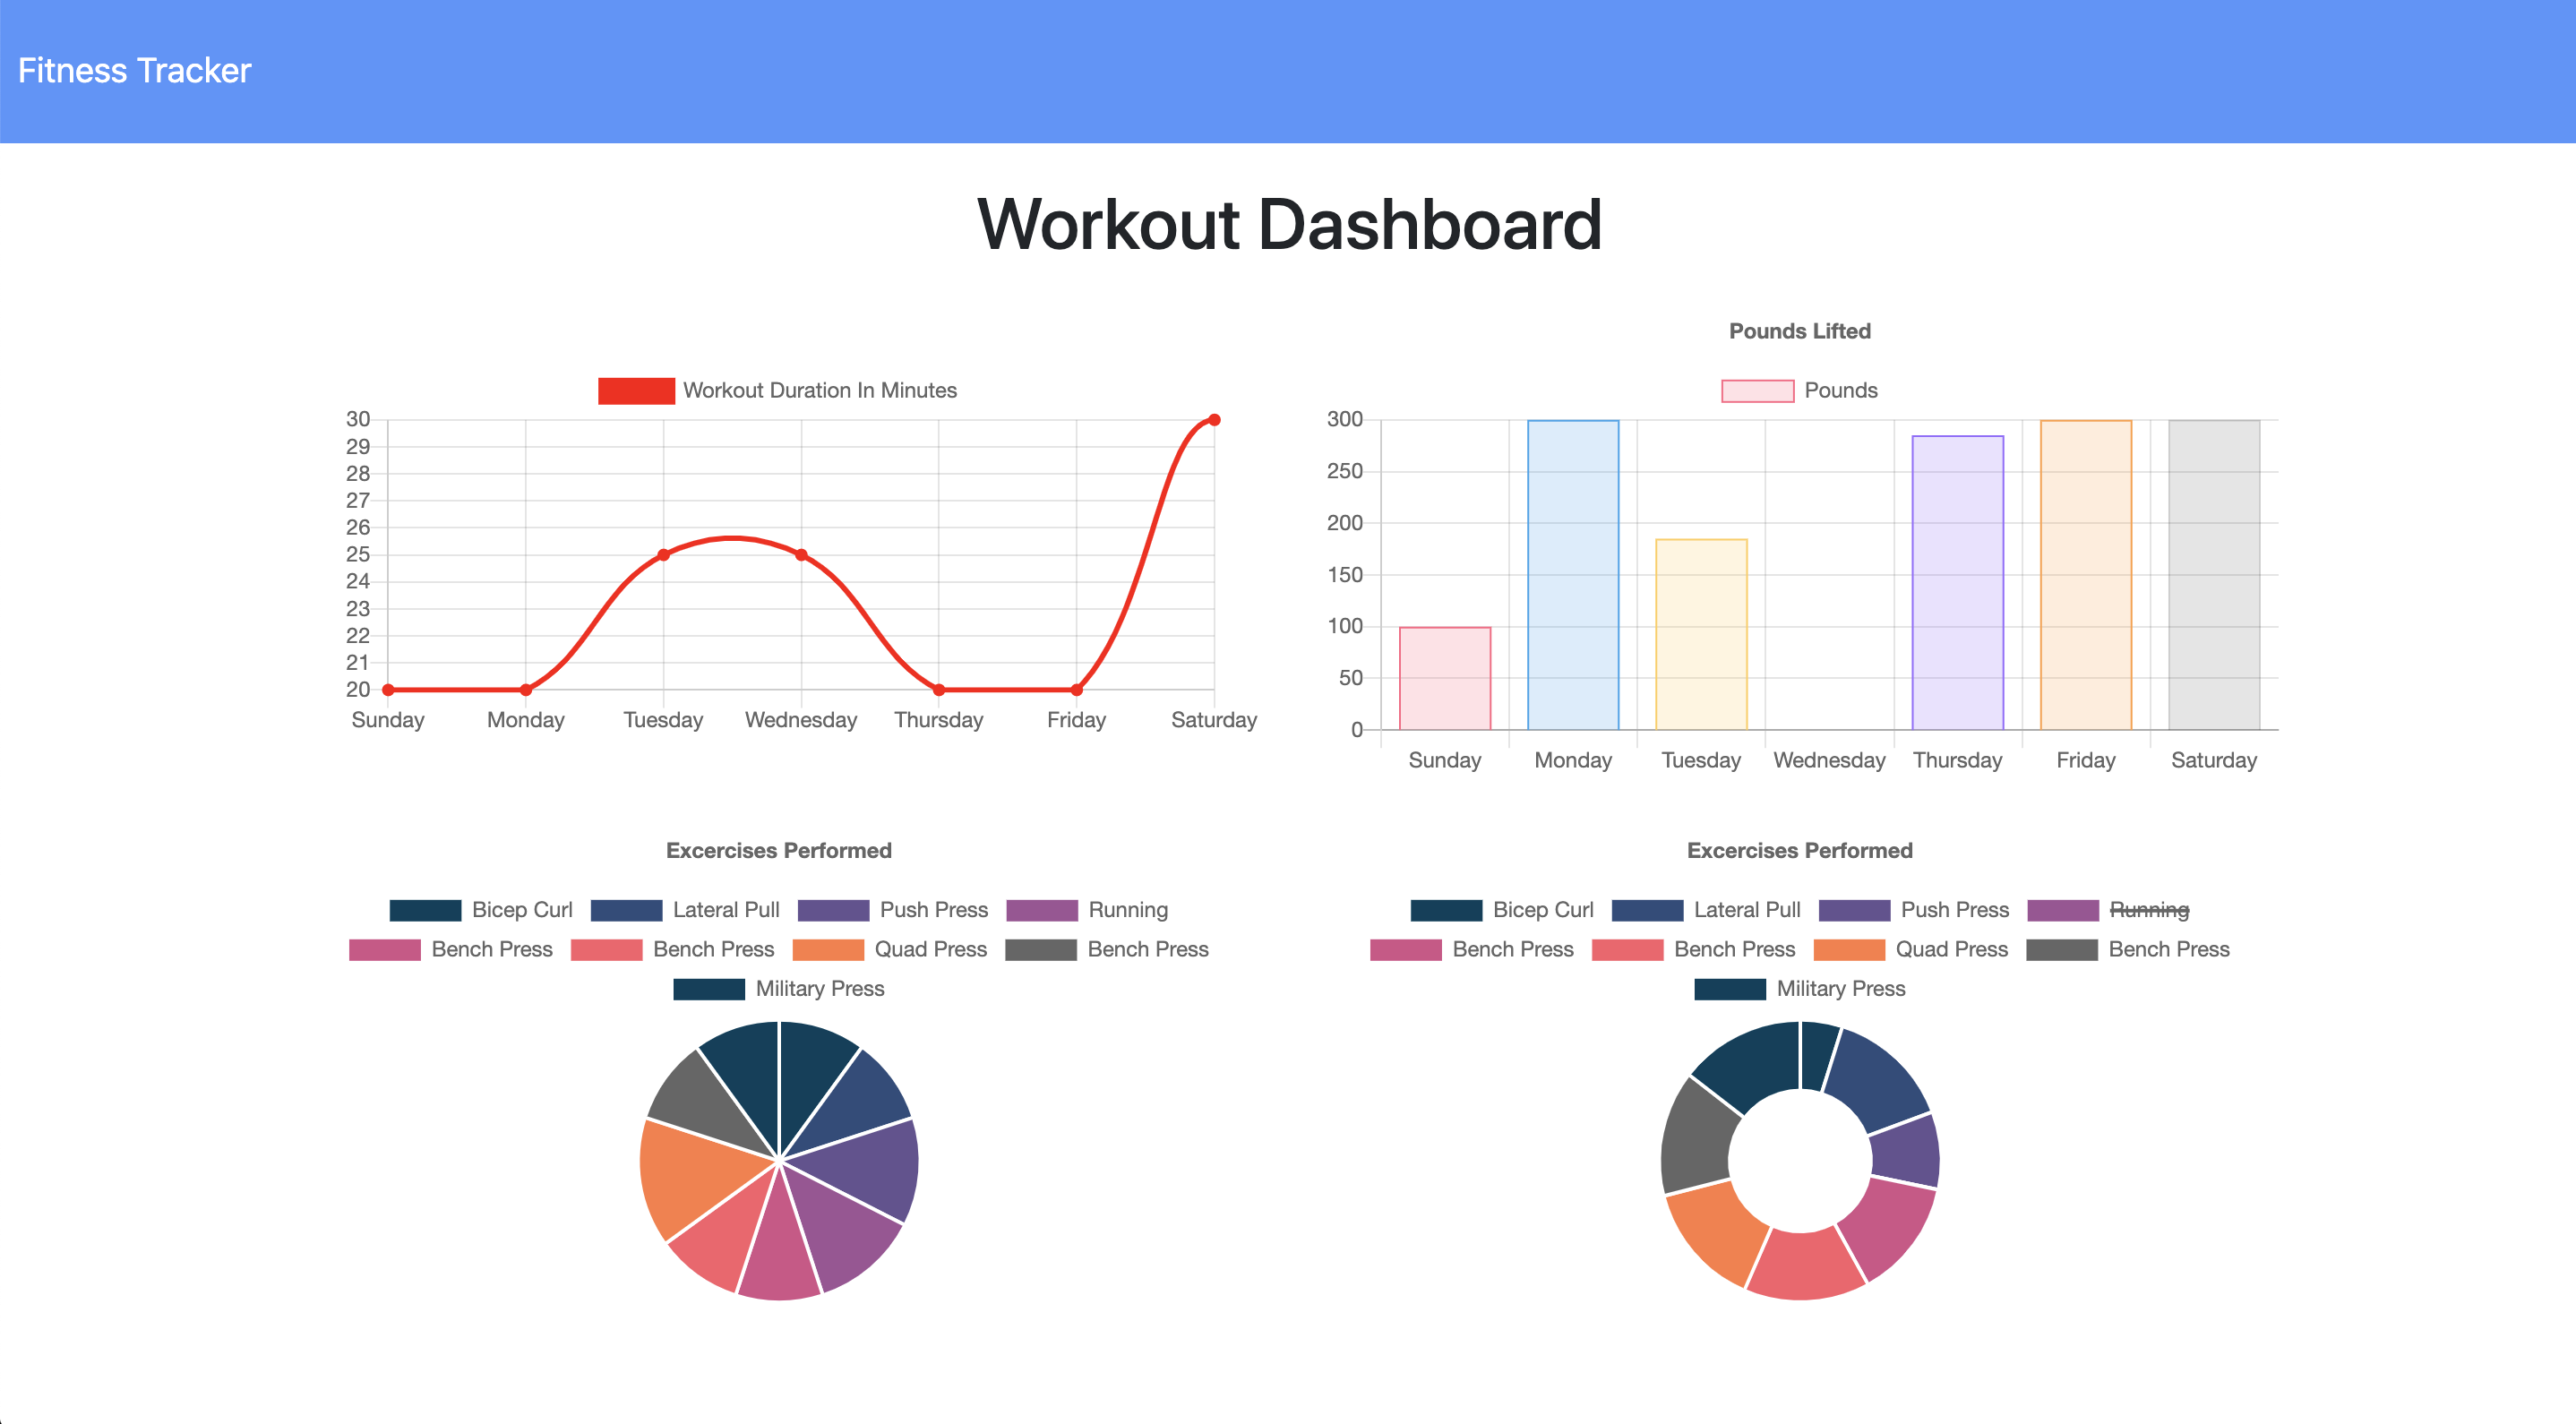 Fitness Tracker
Workout Dashboard
Workout Duration In Minutes
30
29
28
27
26
25
24
23
22
21
20
Sunday Monday Tuesday Wednesday Thursday Friday Saturday
Pounds Lifted
Pounds
300
250
200
150
100
50
0
Sunday Monday Tuesday Wednesday Thursday Friday Saturday
Excercises Performed
Bicep Curl Lateral Pull Push Press Running
Bench Press Bench Press Quad Press Bench Press
Military Press
Excercises Performed
Bicep Curl Lateral Pull Push Press Running
Bench Press Bench Press Quad Press Bench Press
Military Press